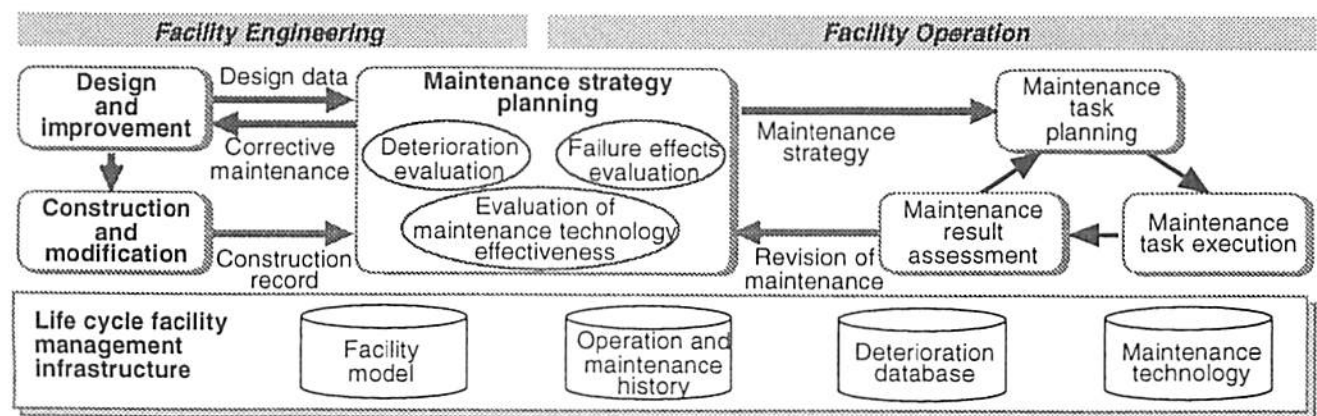 Facility Engineering
Facility Operation
Design
and
improvement
Design data
Corrective
maintenance
Construction
and
modification
Construction
record
Maintenance strategy
planning
Deterioration
evaluation
Failure effects
evaluation
Evaluation of
maintenance technology
effectiveness
Maintenance
strategy
Revision of
maintenance
Maintenance
task
planning
Maintenance
result
assessment
Maintenance
task execution
Life cycle facility
management
infrastructure
Facility
model
Operation and
maintenance
history
Deterioration
database
Maintenance
technology